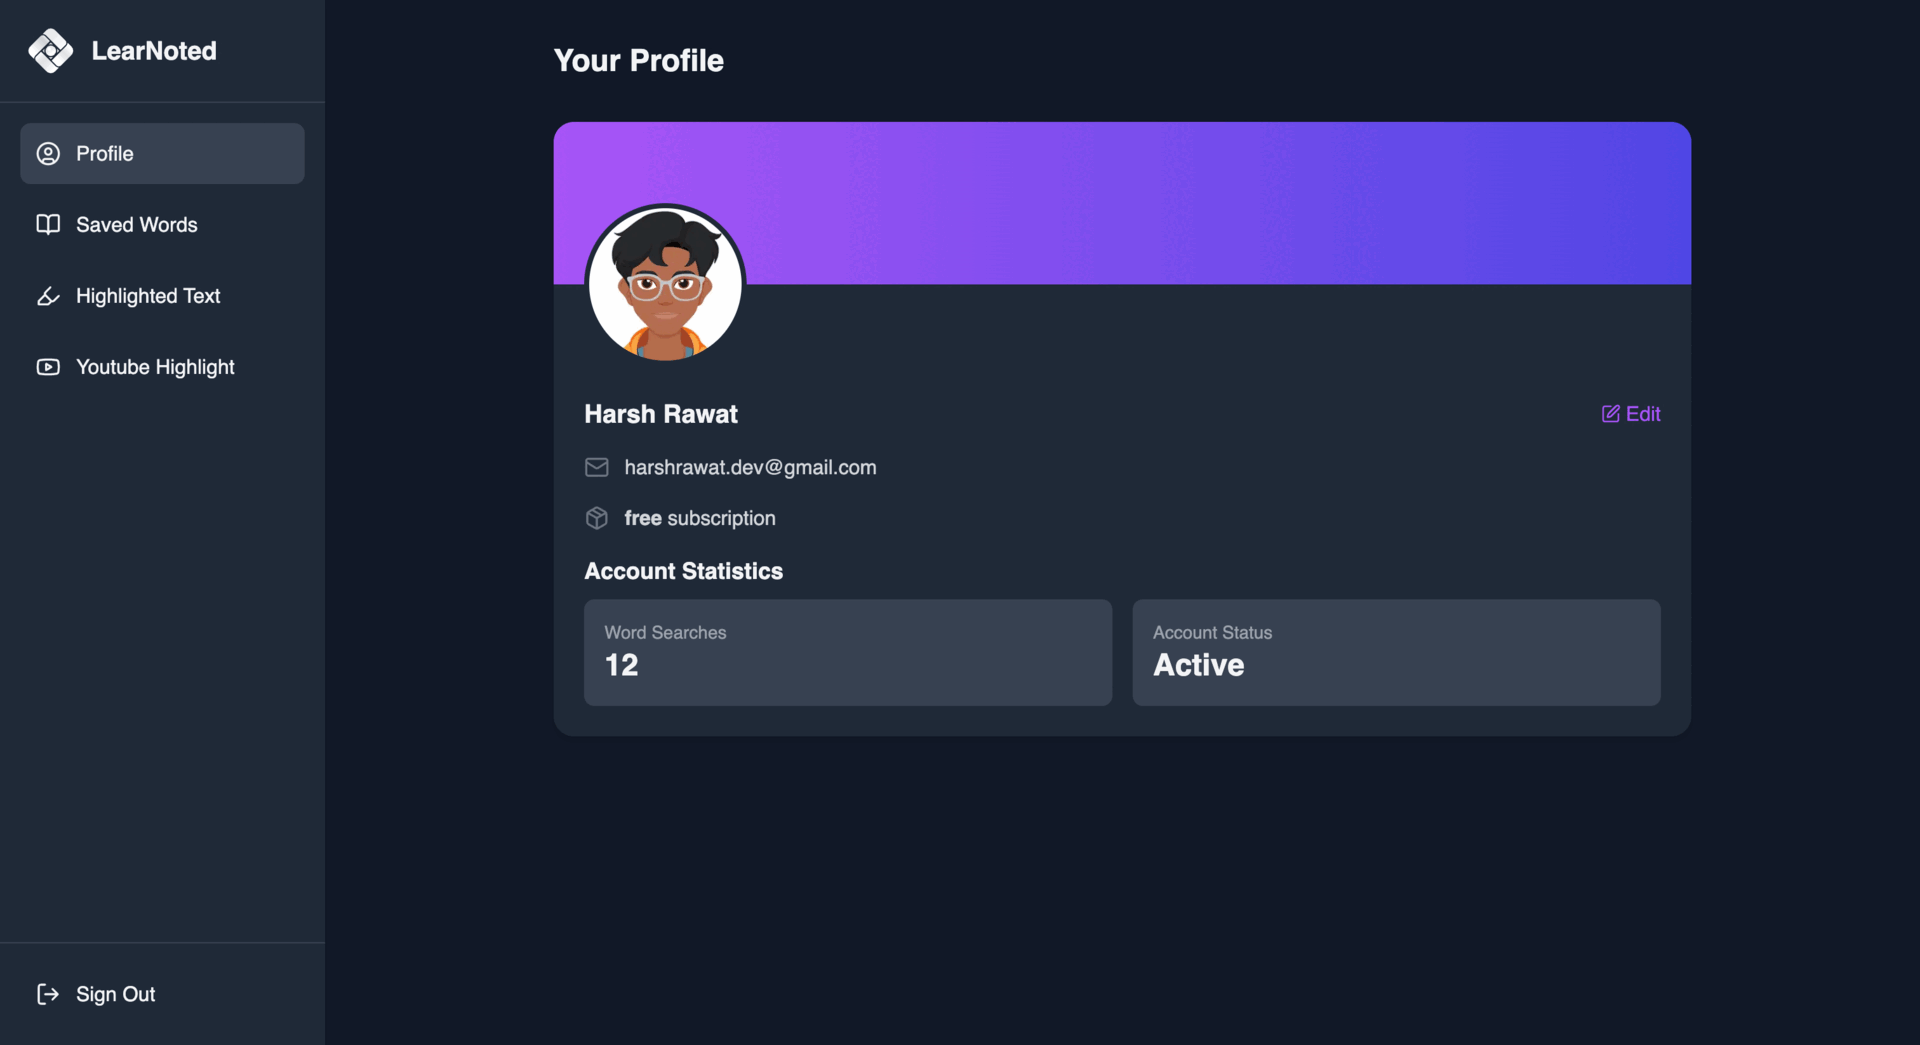 LearNoted
Profile
Saved Words
Highlighted Text
Youtube Highlight
Sign Out
Your Profile
Harsh Rawat
Edit
harshrawat.dev@gmail.com
free subscription
Account Statistics
Word Searches
12
Account Status
Active